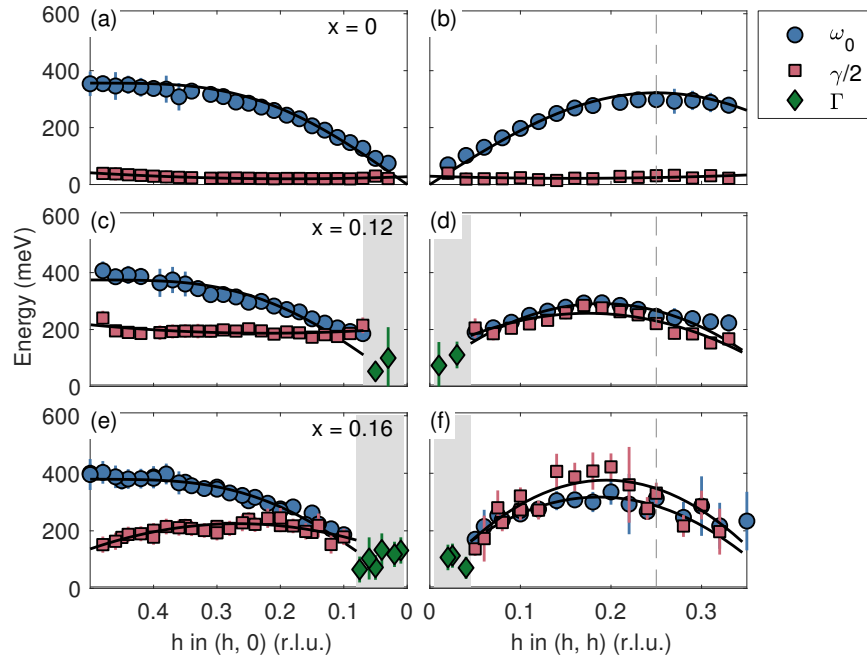 (a)
x = 0
(b)
ω0
γ/2
Γ
600
400
200
0
(c)
x = 0.12
(d)
Energy (meV)
600
400
200
0
(e)
x = 0.16
(f)
600
400
200
0
0.4 0.3 0.2 0.1 0
0 0.1 0.2 0.3
h in (h, 0) (r.l.u.)
h in (h, h) (r.l.u.)